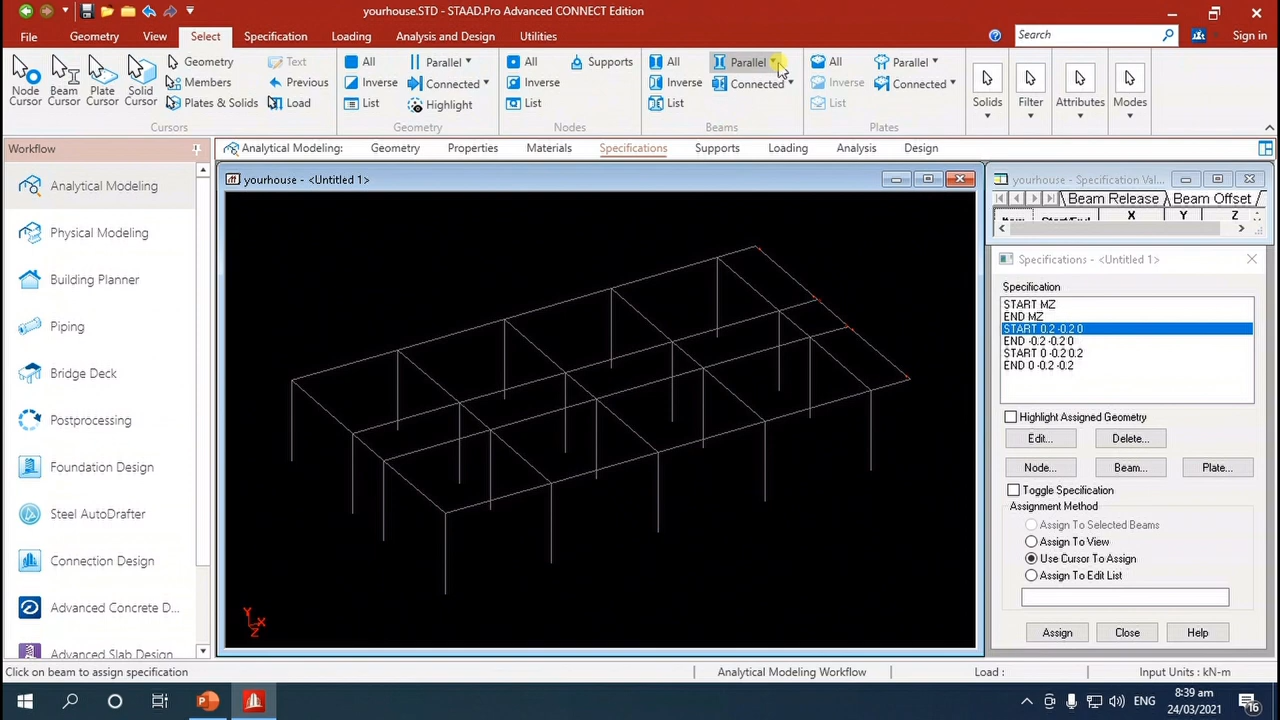 yourhouse.STD - STAAD.Pro Advanced CONNECT Edition
File Geometry View Select Specification Loading Analysis and Design Utilities Search Sign in
Node Cursor
Beam Cursor
Plate Cursor
Solid Cursor
Geometry
Members
Plates & Solids
Text
Previous
Load
Cursors
All
Inverse
List
Parallel
Connected
Highlight
Geometry
All
Inverse
List
Supports
Nodes
All
Inverse
List
Parallel
Connected
Beams
All
Inverse
List
Parallel
Connected
Plates
Solids
Filter
Attributes
Modes
Workflow
Analytical Modeling
Physical Modeling
Building Planner
Piping
Bridge Deck
Postprocessing
Foundation Design
Steel AutoDrafter
Connection Design
Advanced Concrete D...
Advanced Slab Design
Analytical Modeling: Geometry Properties Materials Specifications Supports Loading Analysis Design
yourhouse - <Untitled 1>
Y
X
Z
yourhouse - Specification Val...
Beam Release Beam Offset
X Y Z
Specifications - <Untitled 1>
Specification
START MZ
END MZ
START 0.2 -0.2 0
END -0.2 -0.2 0
START 0 -0.2 0.2
END 0 -0.2 -0.2
Highlight Assigned Geometry
Edit... Delete...
Node... Beam... Plate...
Toggle Specification
Assignment Method
Assign To Selected Beams
Assign To View
Use Cursor To Assign
Assign To Edit List
Assign Close Help
Click on beam to assign specification
Analytical Modeling Workflow
Load :
Input Units : kN-m
ENG
8:39 am
24/03/2021
16